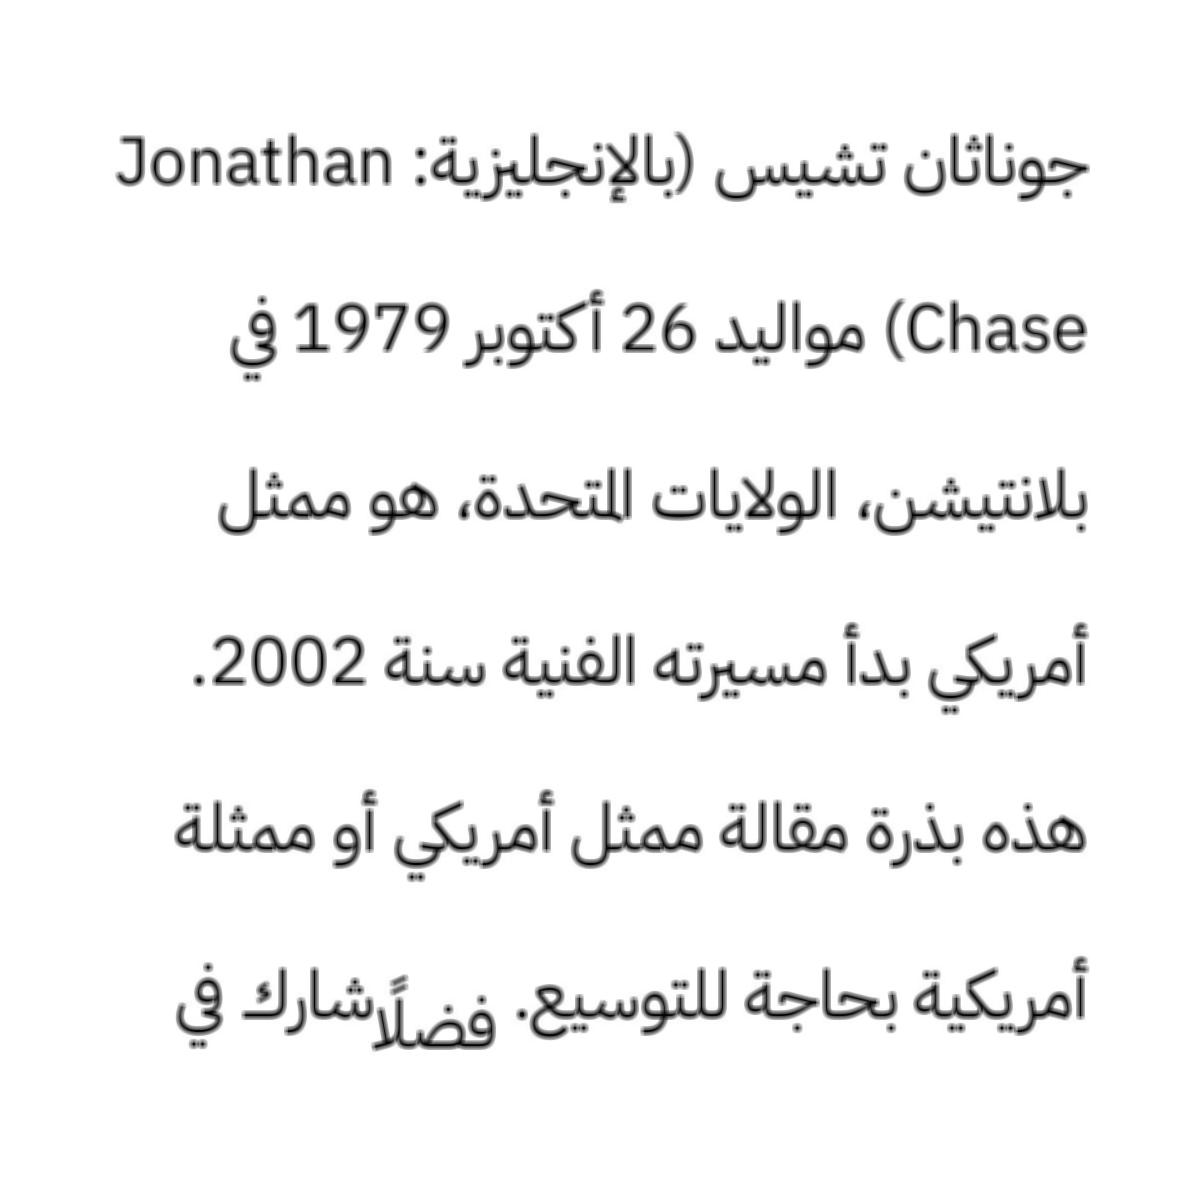 جوناثان تشيس (بالإنجليزية: Jonathan
Chase) مواليد 26 أكتوبر 1979 في
بلانتيشن، الولايات المتحدة، هو ممثل
أمريكي بدأ مسيرته الفنية سنة 2002.
هذه بذرة مقالة ممثل أمريكي أو ممثلة
أمريكية بحاجة للتوسيع. فضلًا شارك في